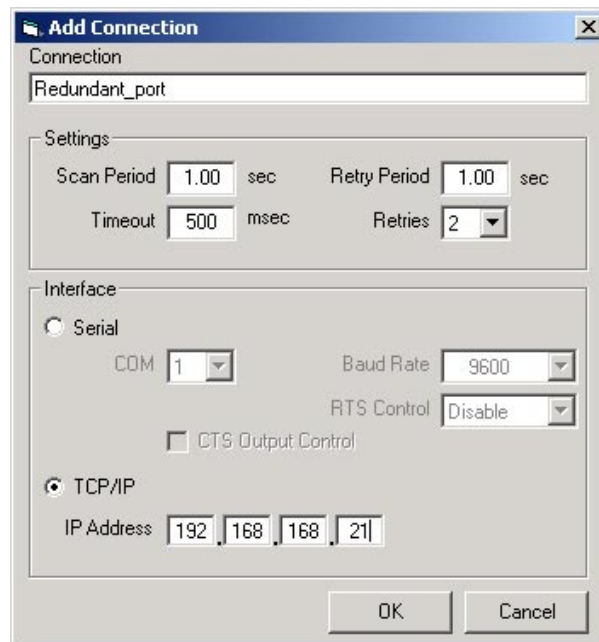 Add Connection
Connection
Redundant_port
Settings
Scan Period 1.00 sec Retry Period 1.00 sec
Timeout 500 msec Retries 2
Interface
Serial
COM 1 Baud Rate 9600
RTS Control Disable
CTS Output Control
TCP/IP
IP Address 192 . 168 . 168 . 21
OK Cancel